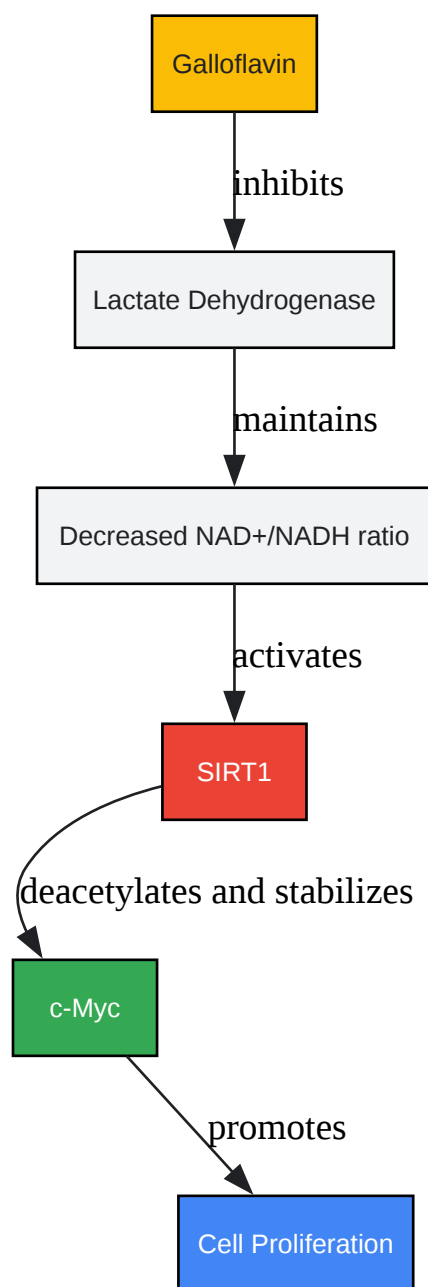 Galloflavin
inhibits
Lactate Dehydrogenase
maintains
Decreased NAD+/NADH ratio
activates
SIRT1
deacetylates and stabilizes
c-Myc
promotes
Cell Proliferation